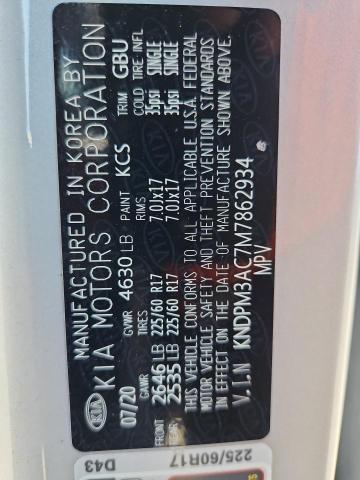 MANUFACTURED IN KOREA BY
KIA KIA MOTORS CORPORATION
07/20 GVWR 4630 LB PAINT KCS TRIM GBU
GAWR TIRES RIMS COLD TIRE INFL
FRONT 2646 LB 225/60 R17 7.0JX17 35psi SINGLE
REAR 2535 LB 225/60 R17 7.0JX17 35psi SINGLE
THIS VEHICLE CONFORMS TO ALL APPLICABLE U.S.A. FEDERAL
MOTOR VEHICLE SAFETY AND THEFT PREVENTION STANDARDS
IN EFFECT ON THE DATE OF MANUFACTURE SHOWN ABOVE.
V.I.N KNDPM3AC7M7862934
MPV
D43
225/60R17